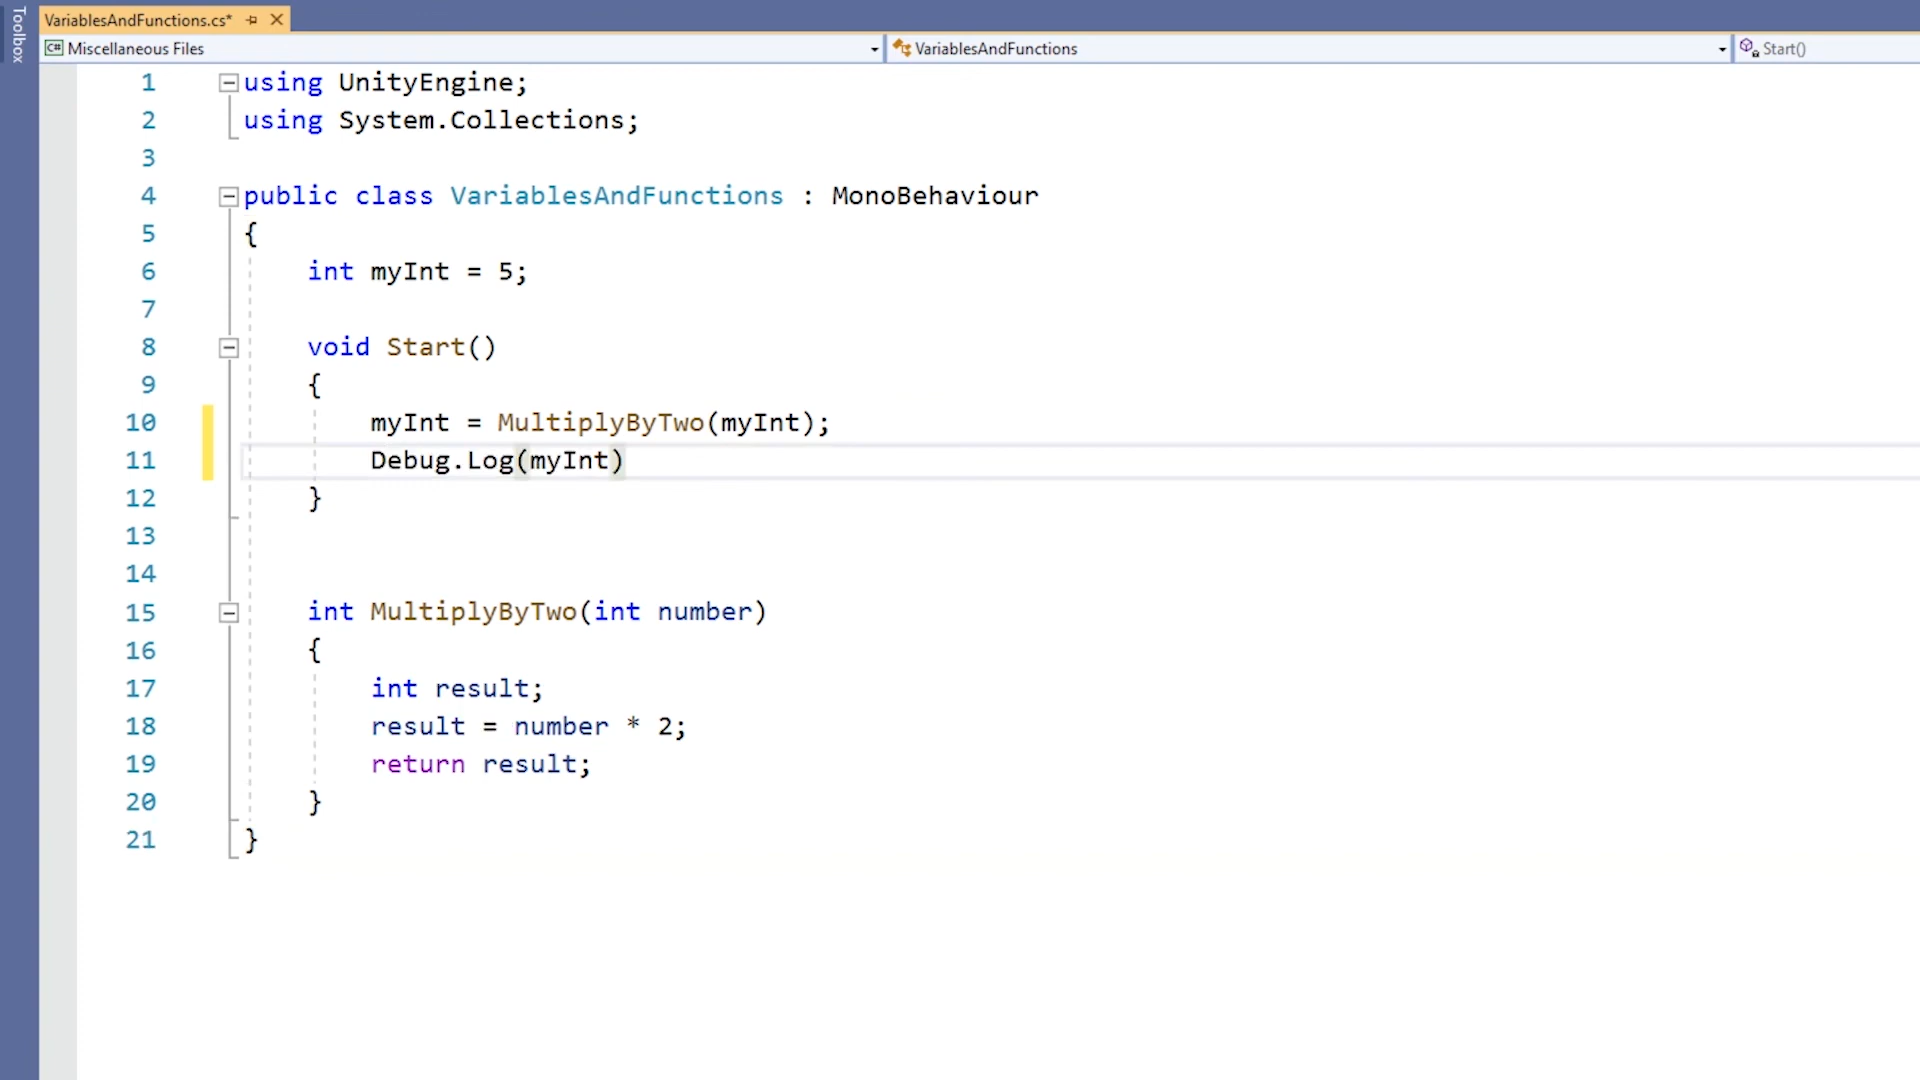 Toolbox
VariablesAndFunctions.cs*
C# Miscellaneous Files
VariablesAndFunctions
Start()
1 using UnityEngine;
2 using System.Collections;
3
4 public class VariablesAndFunctions : MonoBehaviour
5 {
6 int myInt = 5;
7
8 void Start()
9 {
10 myInt = MultiplyByTwo(myInt);
11 Debug.Log(myInt)
12 }
13
14
15 int MultiplyByTwo(int number)
16 {
17 int result;
18 result = number * 2;
19 return result;
20 }
21 }